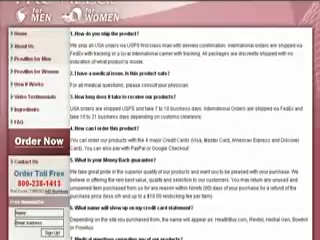 for MEN
for WOMEN
Home
About Us
Proellixe for Men
Proellixe for Women
How It Works
Video Testimonials
Ingredients
FAQ
Order Now
Contact Us
Order Toll Free
800-238-1413
Email Address
Sign Up!
1. How do you ship the product?
We ship all USA orders via USPS first class mail with delivery confirmation. International orders are shipped via
FedEx with tracking or a local international carrier with tracking. All packages are discreetly shipped with no
indication of what product is inside.
2. I have a medical issue. Is this product safe?
For all medical questions, please consult your physician
3. How long does it take to receive our products?
USA orders are shipped USPS and take 7 to 10 business days. International Orders are shipped via FedEx and
take 18 to 21 business days depending on customs clearance.
4. How can I order this product?
You can order our products with the 4 major Credit Cards (Visa, Master Card, American Express and Discover
Card). You can also pay with PayPal or Google Checkout.
5. What is your Money Back guarantee?
We take great pride in the superior quality of our products and want you to be pleased with your purchase. We
believe in offering the very best value, quality and selection to our customers. You may return any unused and
unopened item purchased from us for any reason within Ninety (90) days of your purchase for a refund of the
purchase price (less s/h and up to a $10.00 restocking fee per item).
6. What name will show up on my credit card statement?
Depending on the site you purchased from, the name will appear as: HealthBuy.com, Herbal Gain,
or Proellixe.